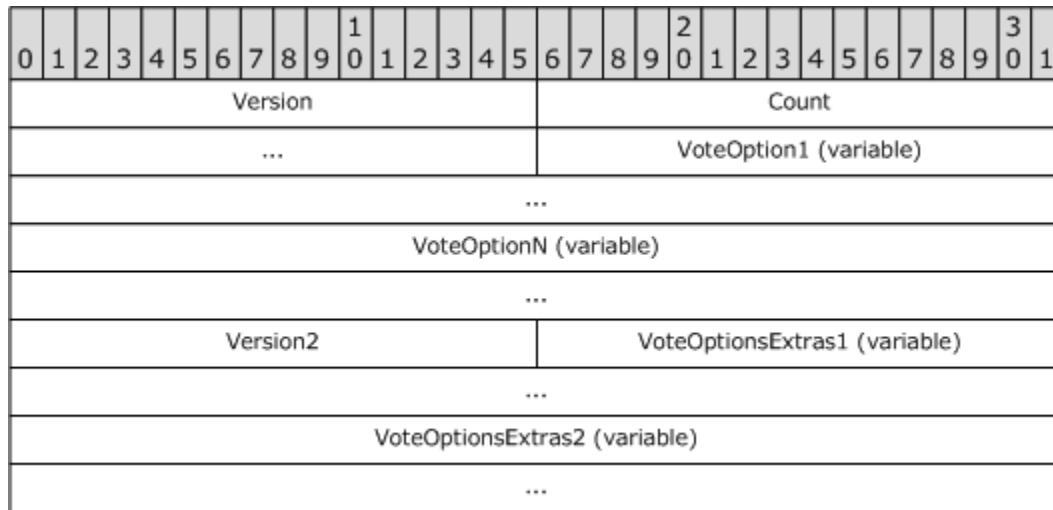 1 2 3
0 1 2 3 4 5 6 7 8 9 0 1 2 3 4 5 6 7 8 9 0 1 2 3 4 5 6 7 8 9 0 1
Version Count
... VoteOption1 (variable)
...
VoteOptionN (variable)
...
Version2 VoteOptionsExtras1 (variable)
...
VoteOptionsExtras2 (variable)
...